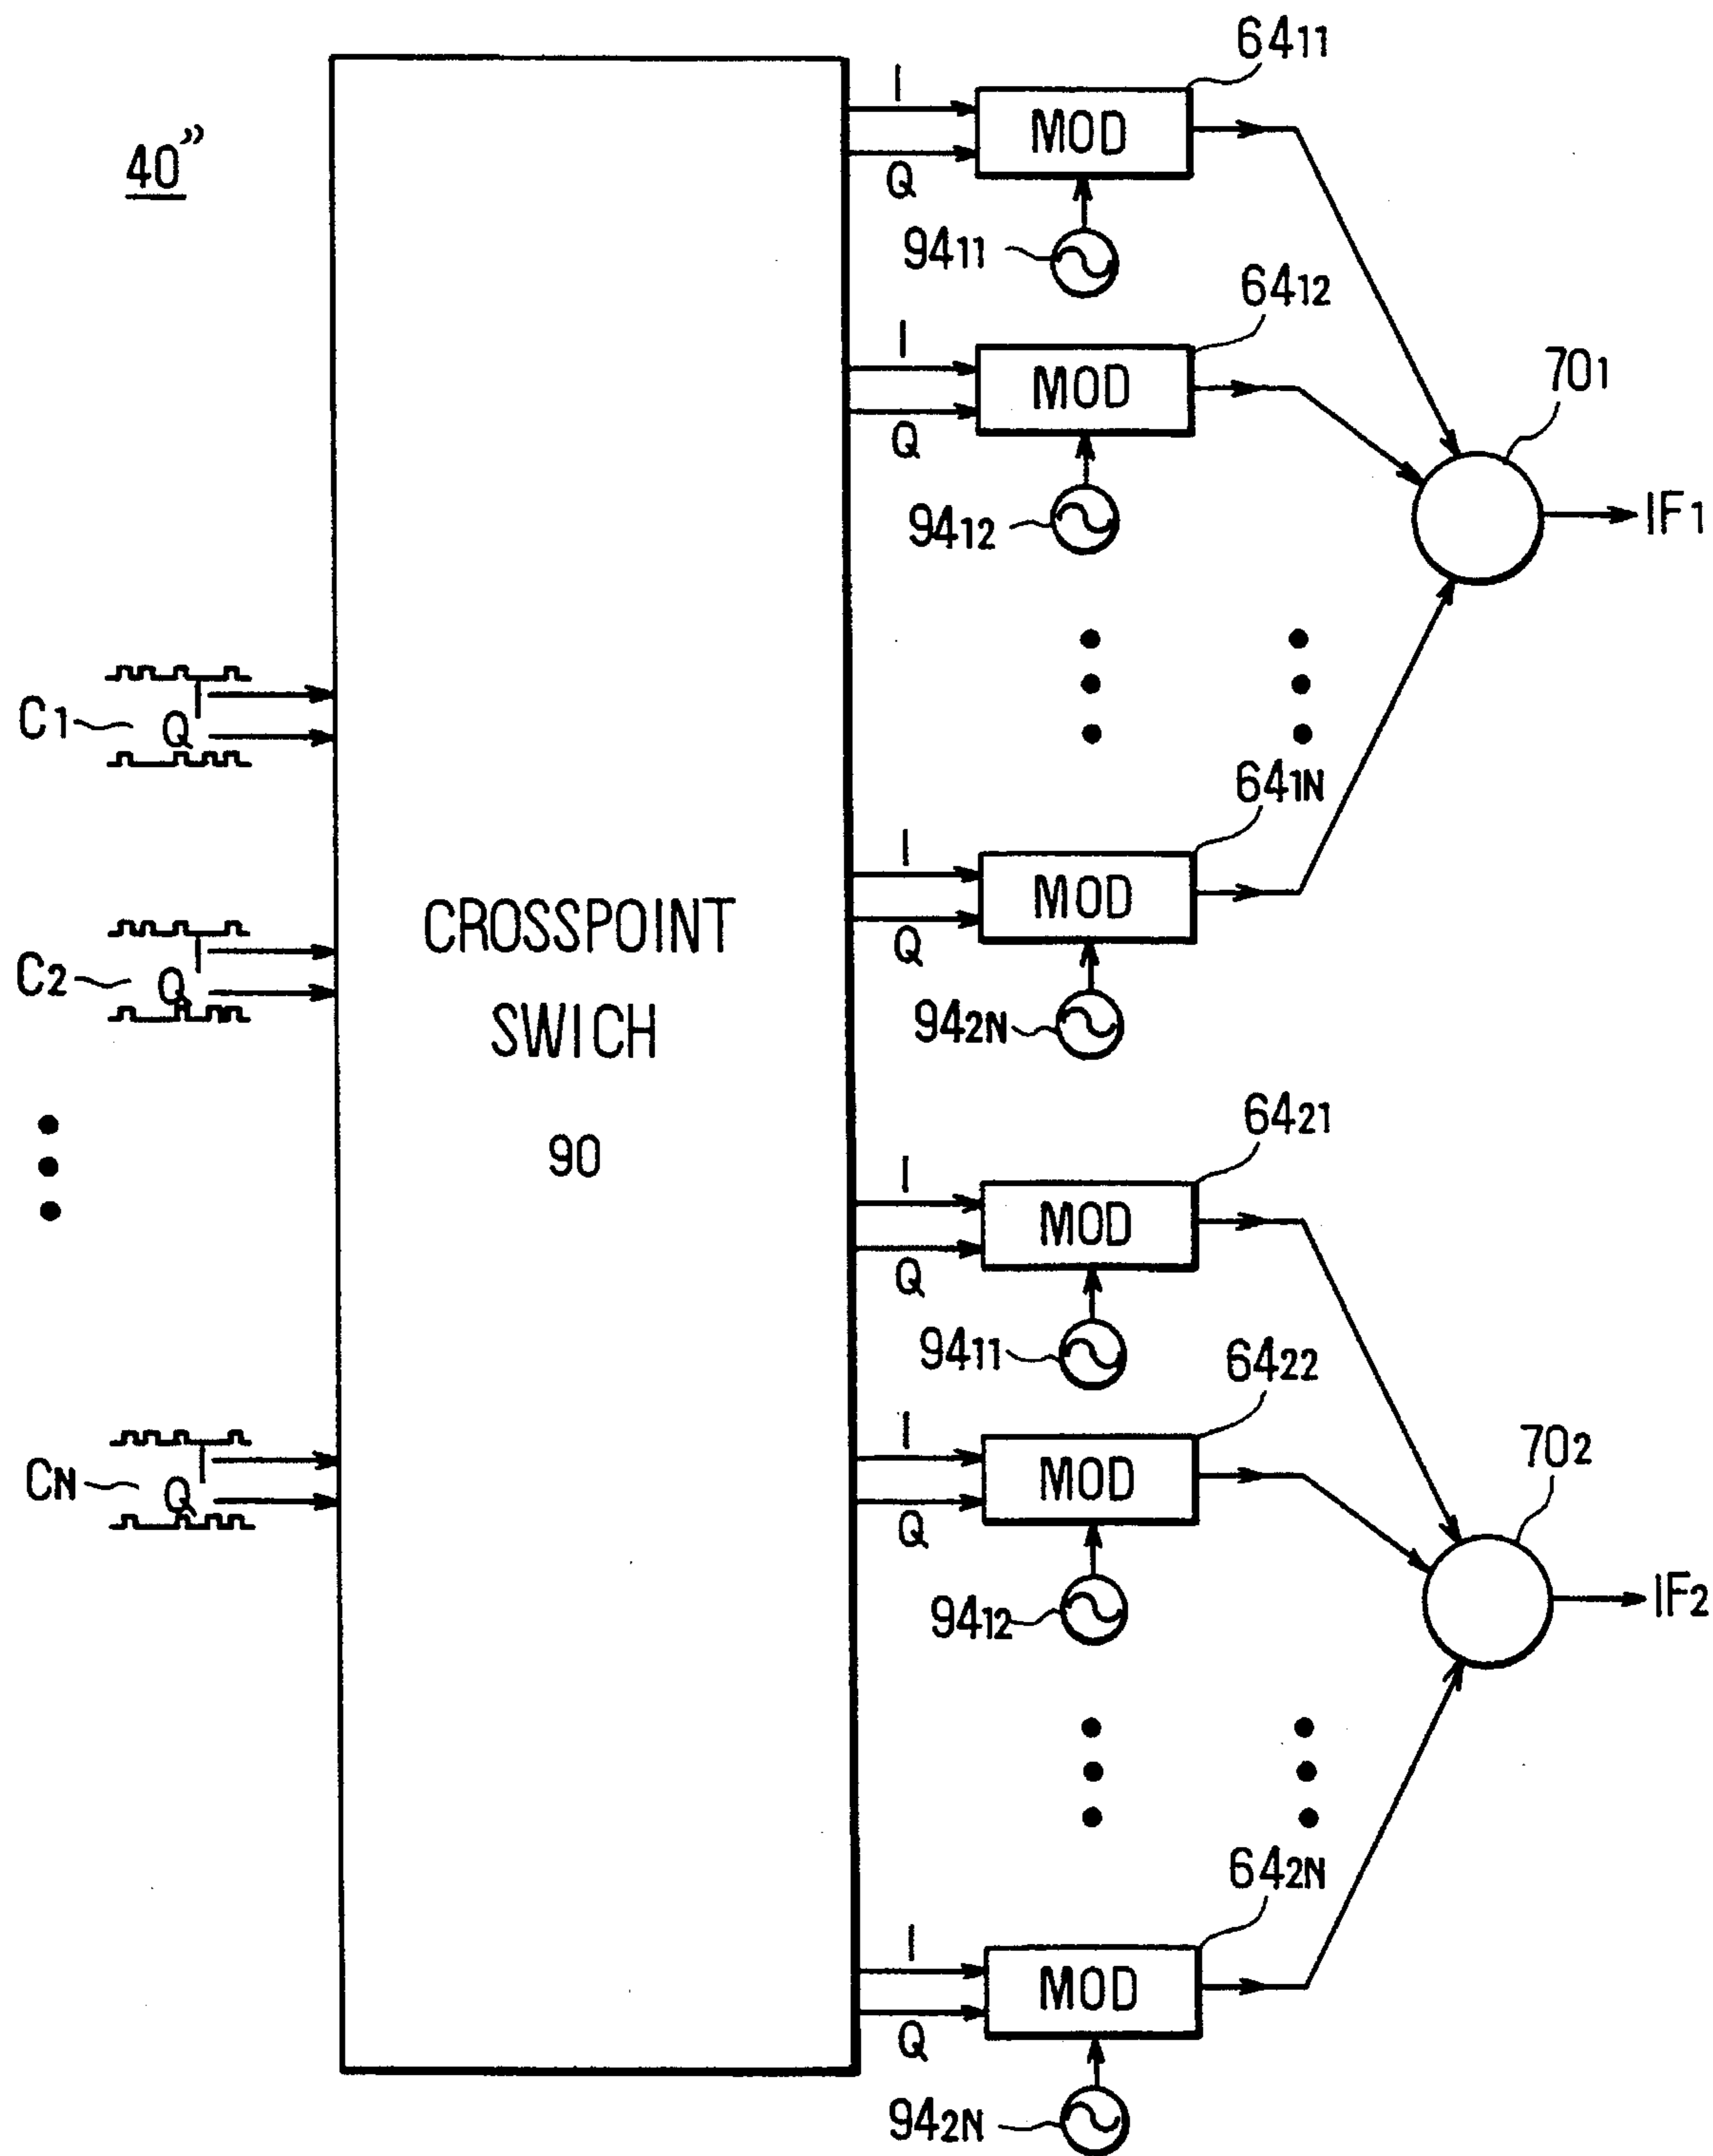 40"
C1
I
Q
C2
I
Q
CN
I
Q
CROSSPOINT
SWICH
90
I
Q
MOD
6411
9411
I
Q
MOD
6412
9412
I
Q
MOD
641N
942N
701
IF1
I
Q
MOD
6421
9411
I
Q
MOD
6422
9412
I
Q
MOD
642N
942N
702
IF2